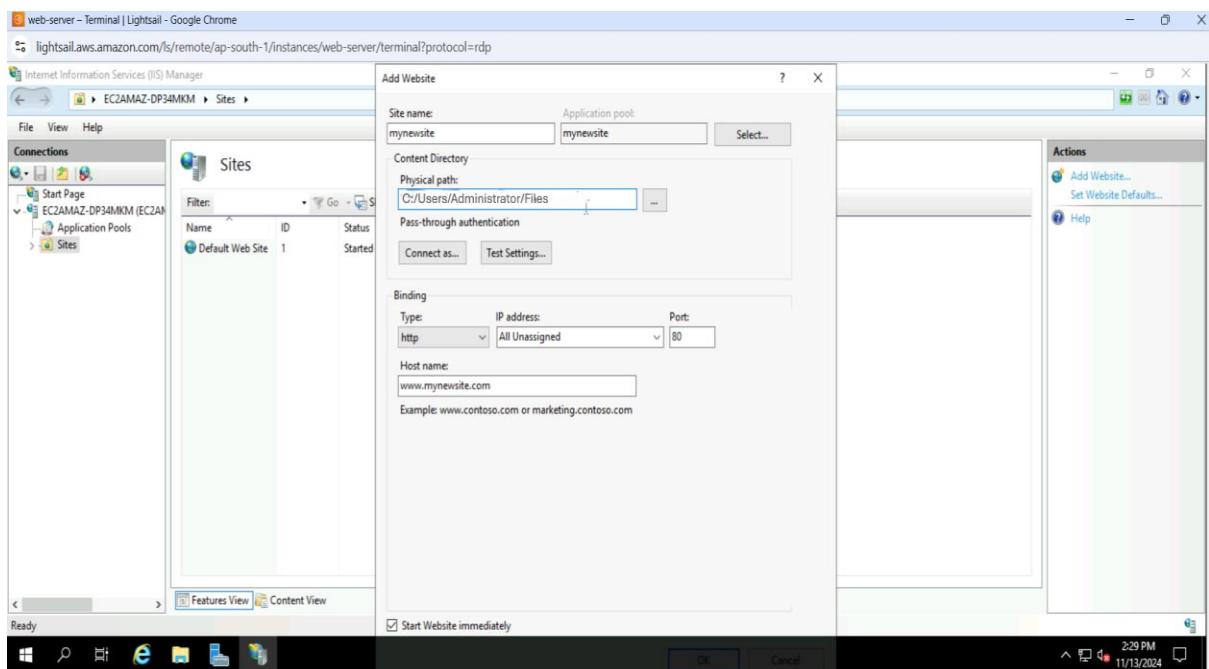 web-server – Terminal | Lightsail - Google Chrome
lightsail.aws.amazon.com/ls/remote/ap-south-1/instances/web-server/terminal?protocol=rdp
Internet Information Services (IIS) Manager
EC2AMAZ-DP34MKM Sites
File View Help
Connections
Start Page
EC2AMAZ-DP34MKM (EC2AM
Application Pools
Sites
Sites
Filter: Go S
Name ID Status
Default Web Site 1 Started
Features View Content View
Ready
Add Website ?
Site name: Application pool:
mynewsite mynewsite Select...
Content Directory
Physical path:
C:/Users/Administrator/Files ...
Pass-through authentication
Connect as... Test Settings...
Binding
Type: IP address: Port:
http All Unassigned 80
Host name:
www.mynewsite.com
Example: www.contoso.com or marketing.contoso.com
Start Website immediately
OK Cancel
Actions
Add Website...
Set Website Defaults...
Help
2:29 PM
11/13/2024